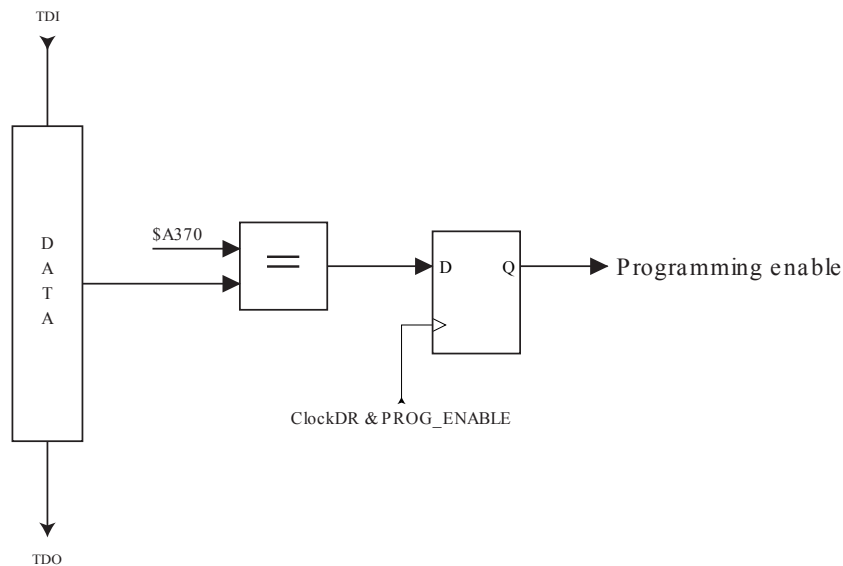 TDI
D
A
T
A
$A370
=
D
Q
Programming enable
ClockDR & PROG_ENABLE
TDO